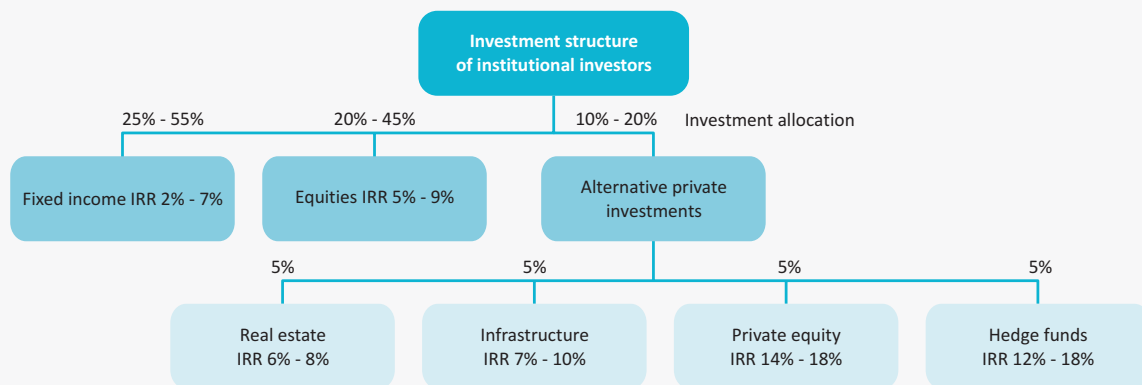 Investment structure
of institutional investors
25% - 55%
20% - 45%
10% - 20%
Investment allocation
Fixed income IRR 2% - 7%
Equities IRR 5% - 9%
Alternative private
investments
5%
5%
5%
5%
Real estate
IRR 6% - 8%
Infrastructure
IRR 7% - 10%
Private equity
IRR 14% - 18%
Hedge funds
IRR 12% - 18%